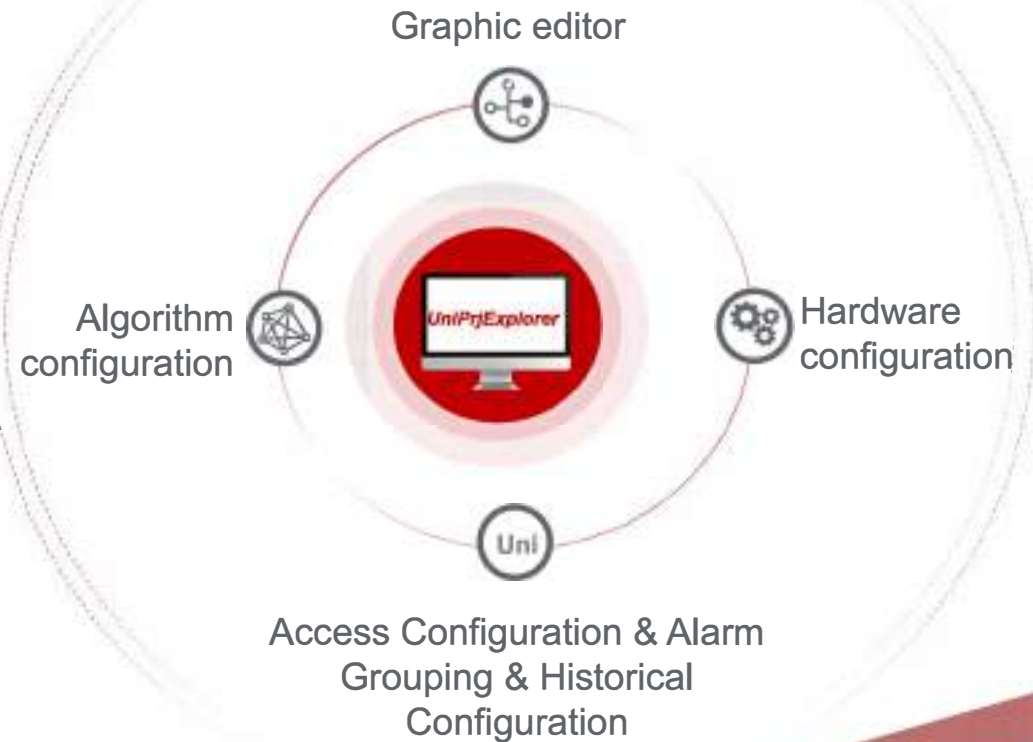 Graphic editor
UniPrjExplorer
Algorithm
configuration
Hardware
configuration
Uni
Access Configuration & Alarm
Grouping & Historical
Configuration